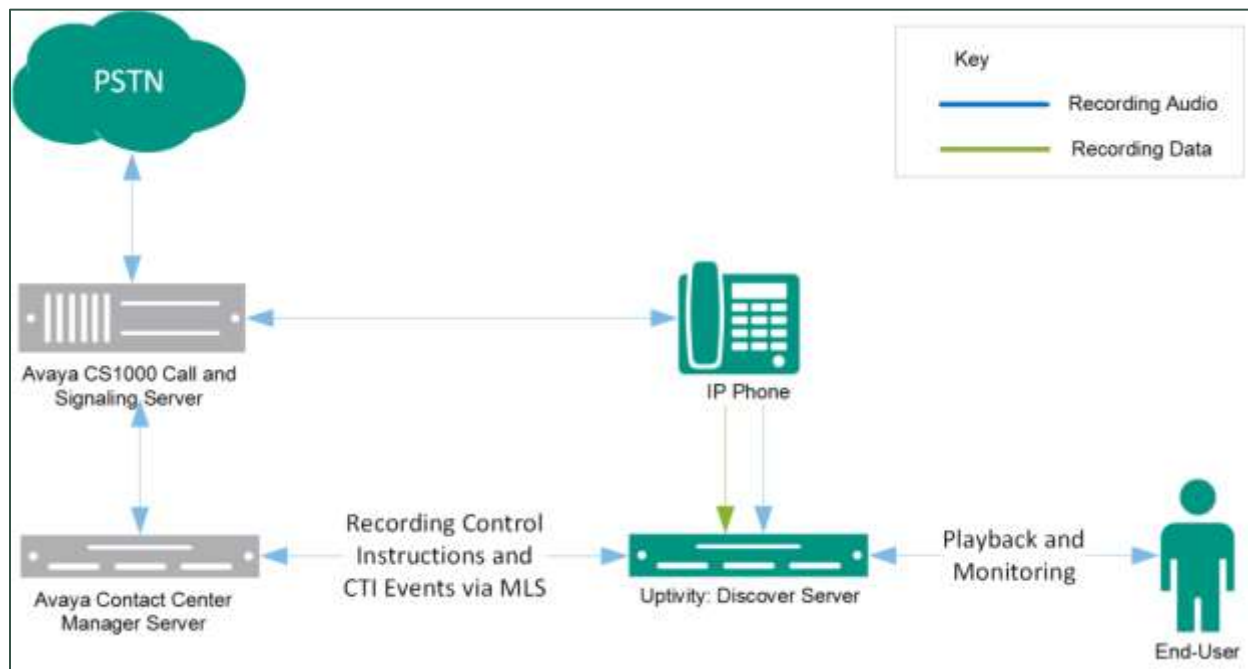 PSTN
Key
Recording Audio
Recording Data
Avaya CS1000 Call and
Signaling Server
IP Phone
Recording Control
Instructions and
CTI Events via MLS
Playback and
Monitoring
Avaya Contact Center
Manager Server
Uptivity: Discover Server
End-User